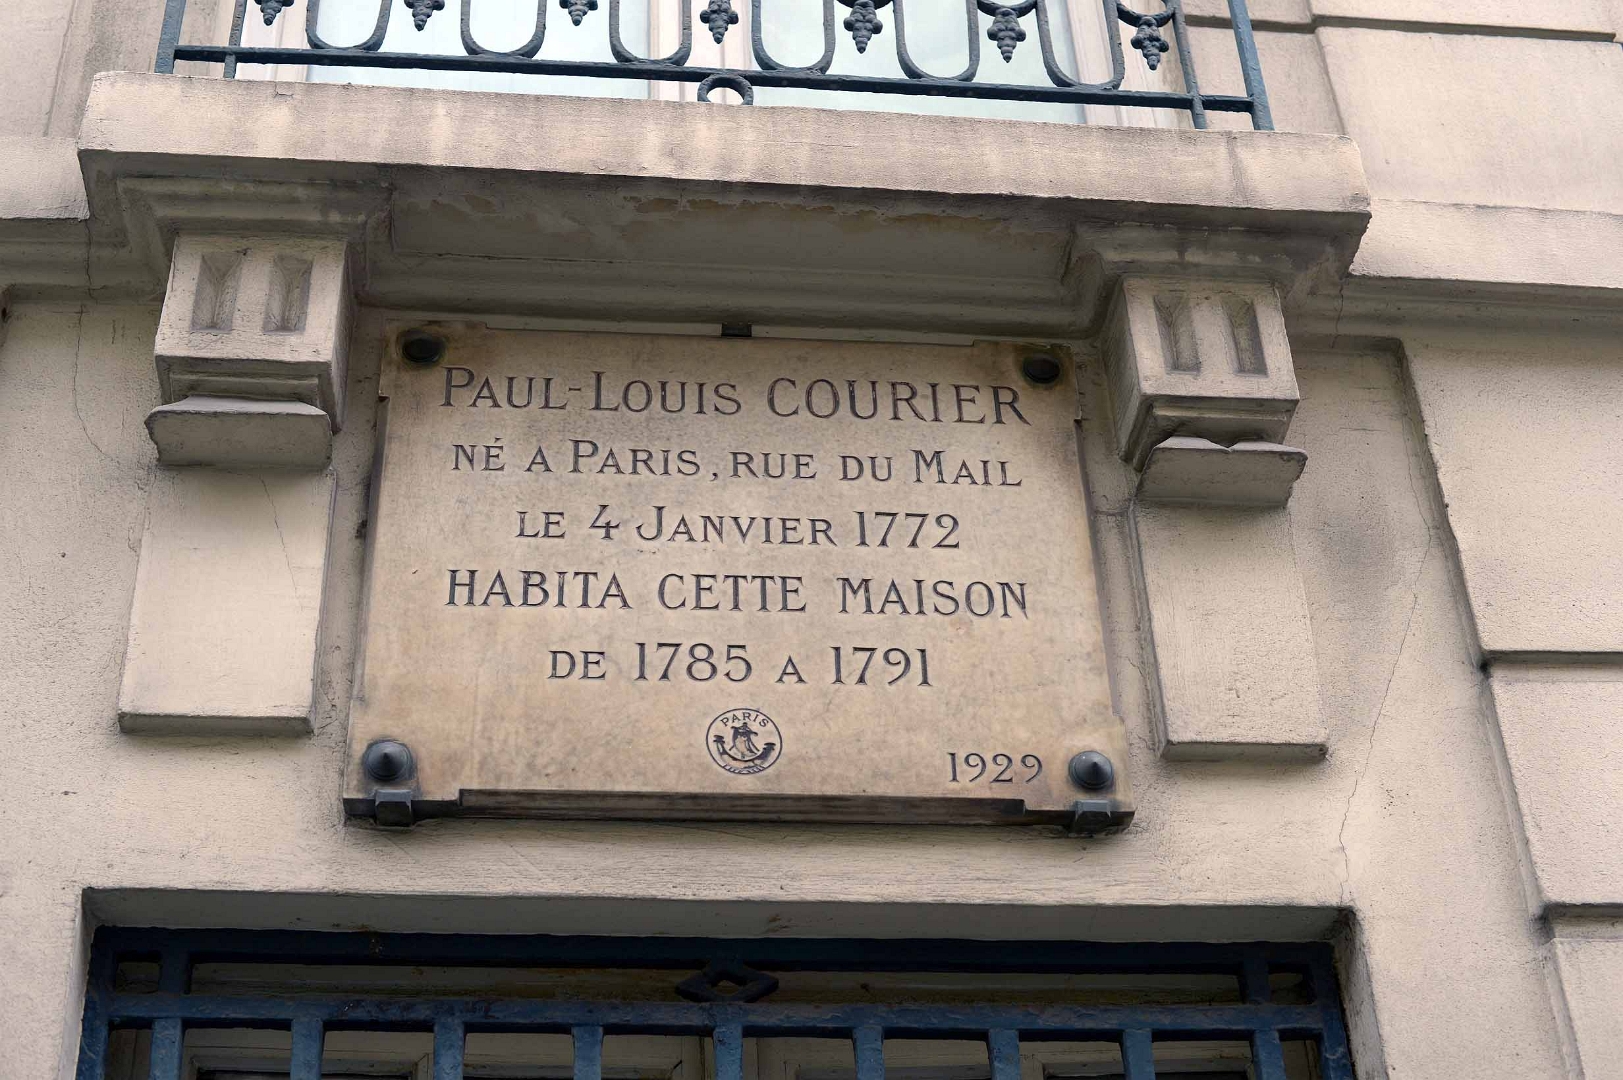 PAUL-LOUIS COURIER
NÉ A PARIS, RUE DU MAIL
LE 4 JANVIER 1772
HABITA CETTE MAISON
DE 1785 A 1791
PARIS
1929